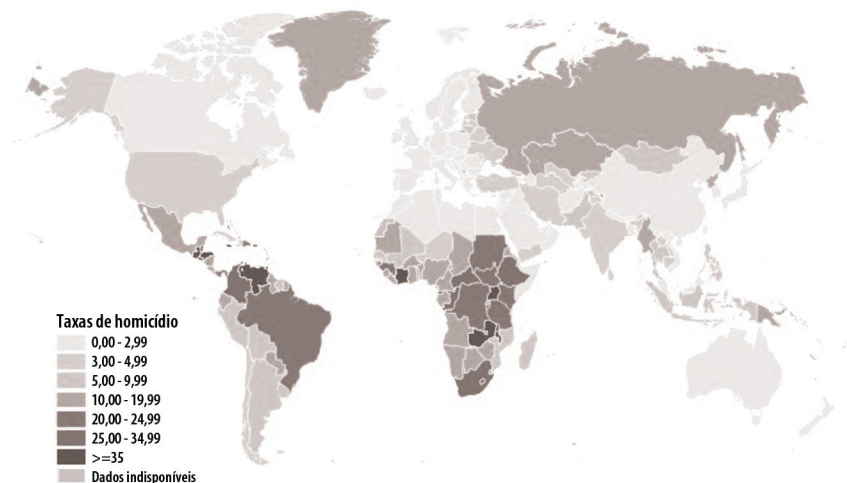 Taxas de homicídio
0,00 - 2,99
3,00 - 4,99
5,00 - 9,99
10,00 - 19,99
20,00 - 24,99
25,00 - 34,99
>=35
Dados indisponíveis